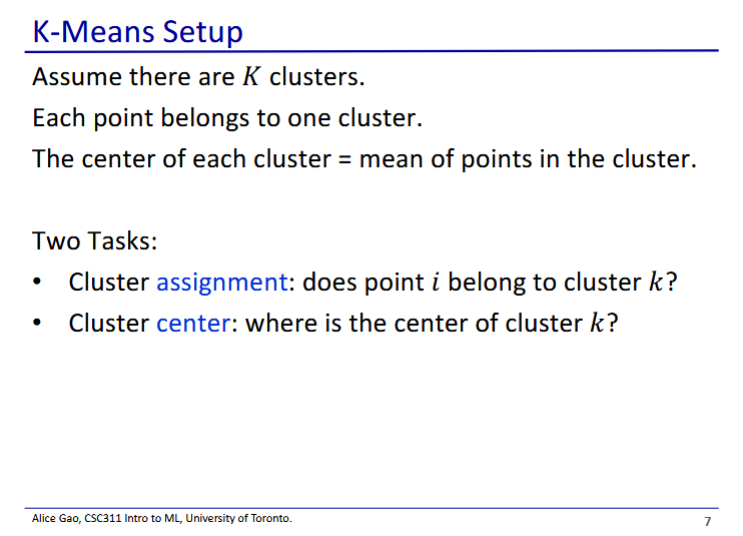 K-Means Setup
Assume there are K clusters.
Each point belongs to one cluster.
The center of each cluster = mean of points in the cluster.
Two Tasks:
• Cluster assignment: does point i belong to cluster k?
• Cluster center: where is the center of cluster k?
Alice Gao, CSC311 Intro to ML, University of Toronto.
7